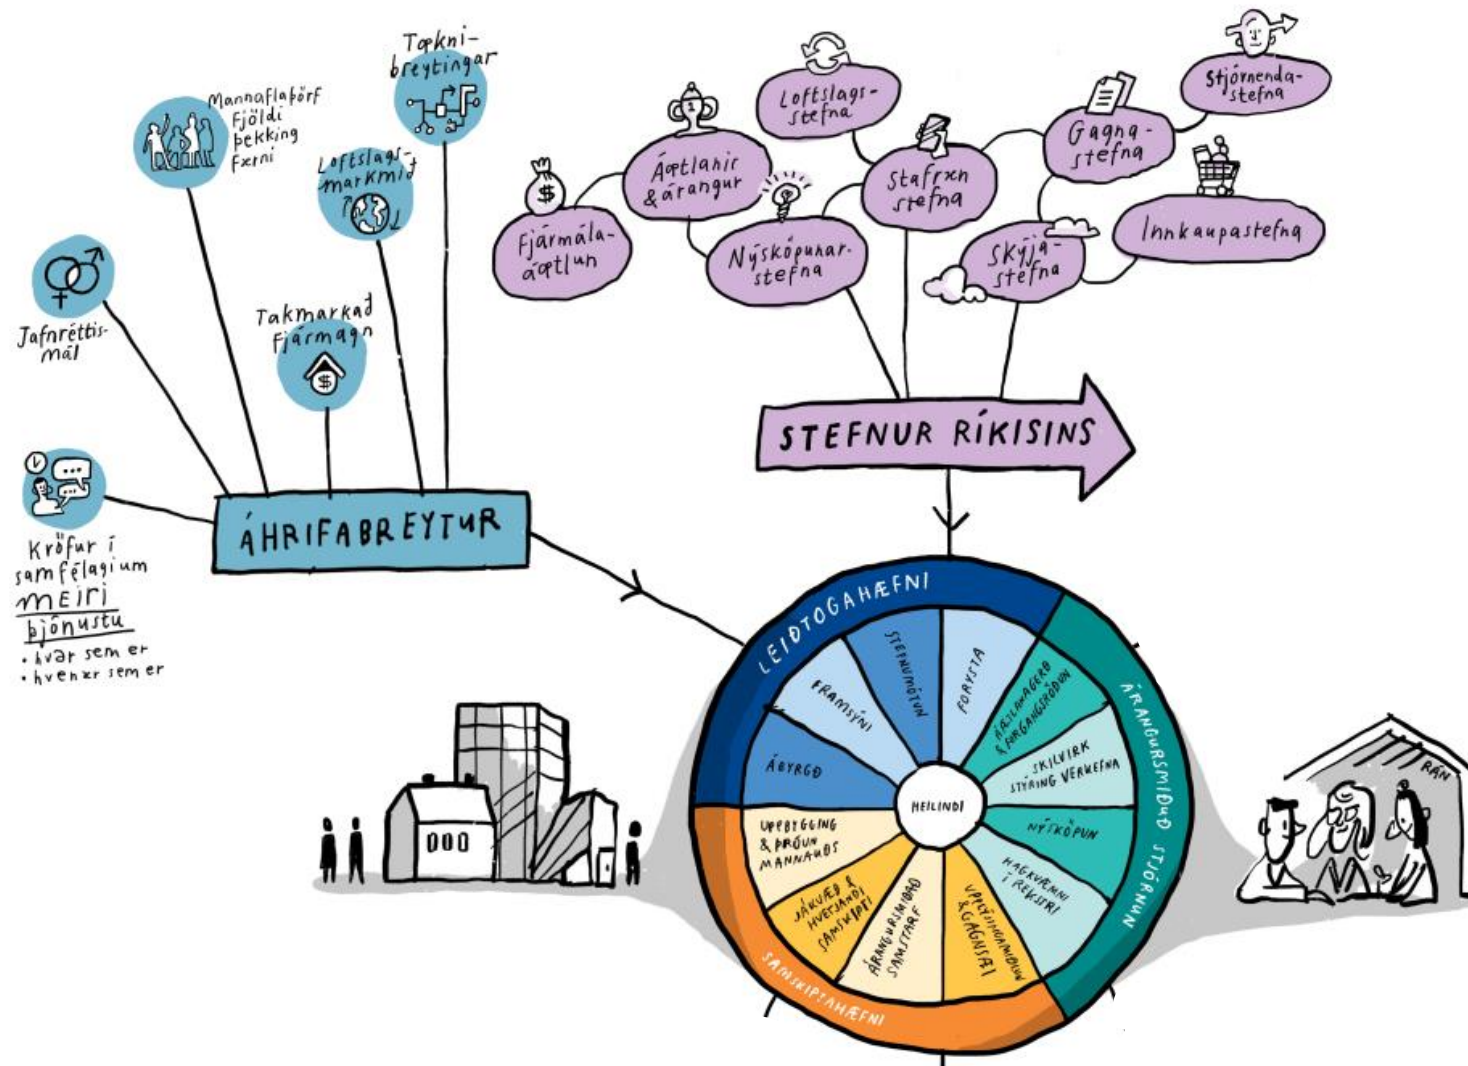 Tækni-
breytingar
Mannaflaþörf
Fjöldi
þekking
Færni
Loftslags-
markmið
Jafnréttis-
mál
Takmarkað
Fjármagn
Kröfur í
samfélagi um
MEIRI
þjónustu
• hvar sem er
• hvenær sem er
ÁHRIFABREYTUR
Fjármála-
áætlun
$
Áætlanir
& árangur
1
Nýsköpunar-
stefna
Loftslags-
stefna
Stafræn
stefna
Gagna-
stefna
Stjórnenda-
stefna
Skýja-
stefna
Innkaupastefna
STEFNUR RÍKISINS
$
LEIÐTOGAHÆFNI
ÁBYRGÐ
FRAMSÝNI
STEFNUMÓTUN
FORYSTA
ÁRANGURSMIÐUÐ STJÓRNUN
ÁÆTLANAGERÐ
& FORGANGSRÖÐUN
SKILVIRK
STÝRING VERKEFNA
NÝSKÖPUN
HAGKVÆMNI
Í REKSTRI
SAMSKIPTAHÆFNI
UPPLÝSINGAMIÐLUN
& GAGNSÆI
ÁRANGURSMIÐAÐ
SAMSTARF
JÁKVÆÐ &
HVETJANDI
SAMSKIPTI
UPPBYGGING
& ÞRÓUN
MANNAUÐS
HEILINDI
RÁN